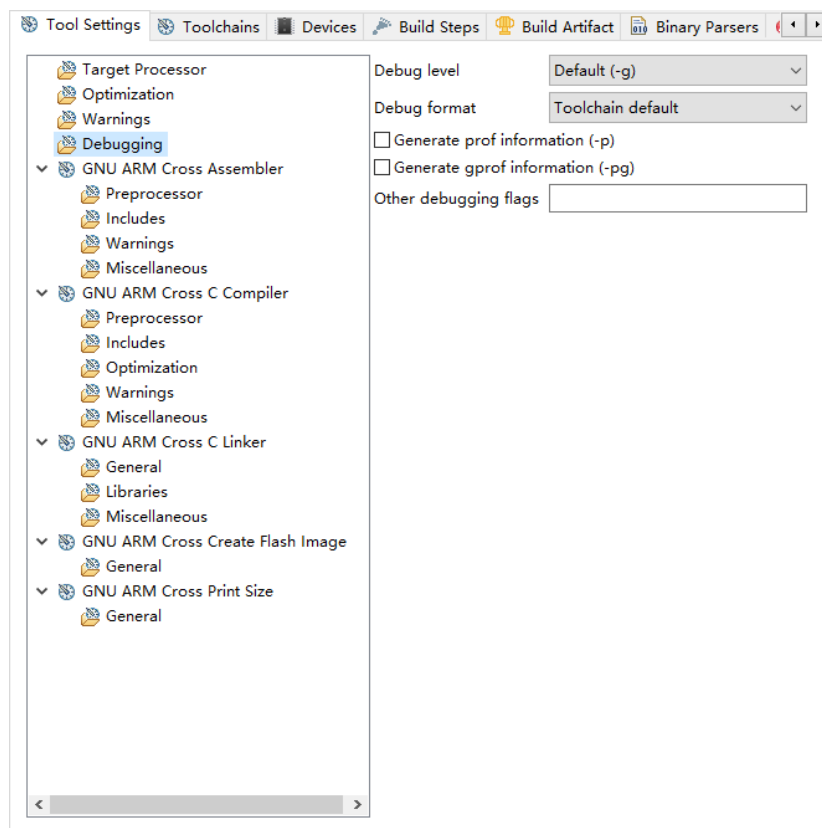 Tool Settings Toolchains Devices Build Steps Build Artifact Binary Parsers
Target Processor
Optimization
Warnings
Debugging
GNU ARM Cross Assembler
Preprocessor
Includes
Warnings
Miscellaneous
GNU ARM Cross C Compiler
Preprocessor
Includes
Optimization
Warnings
Miscellaneous
GNU ARM Cross C Linker
General
Libraries
Miscellaneous
GNU ARM Cross Create Flash Image
General
GNU ARM Cross Print Size
General
Debug level Default (-g)
Debug format Toolchain default
Generate prof information (-p)
Generate gprof information (-pg)
Other debugging flags